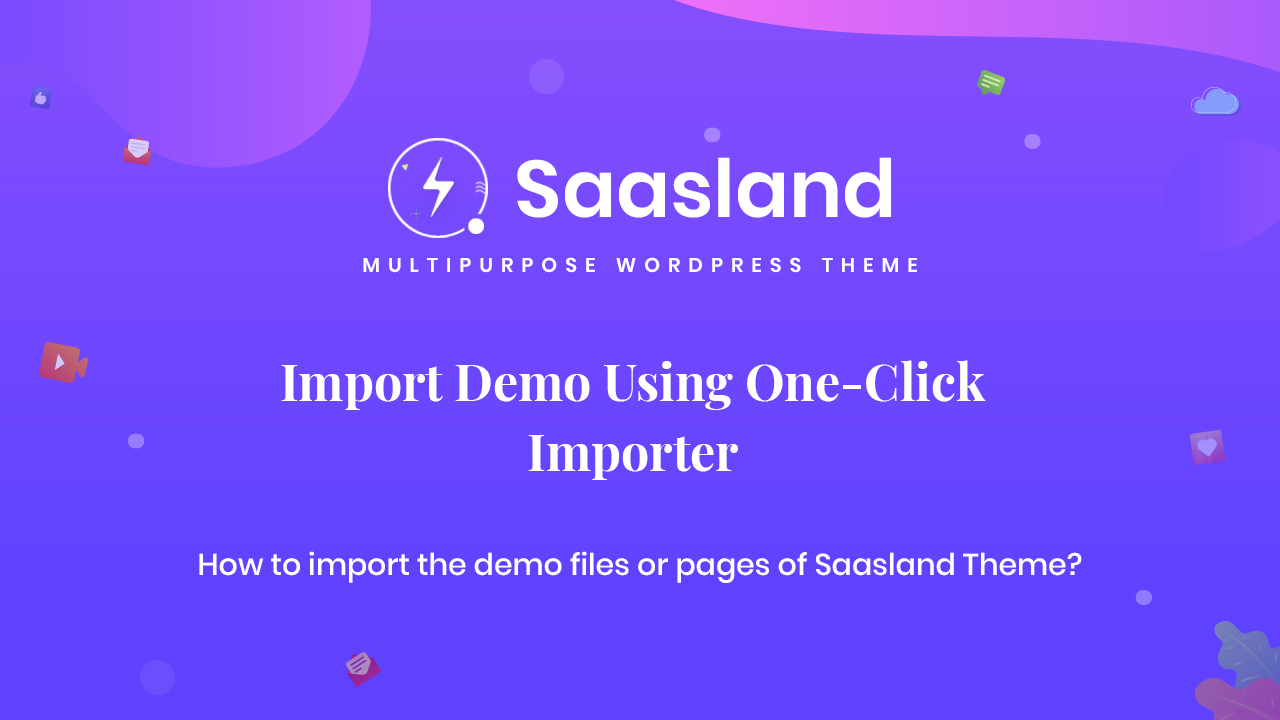 Saasland
MULTIPURPOSE WORDPRESS THEME
Import Demo Using One-Click
Importer
How to import the demo files or pages of Saasland Theme?